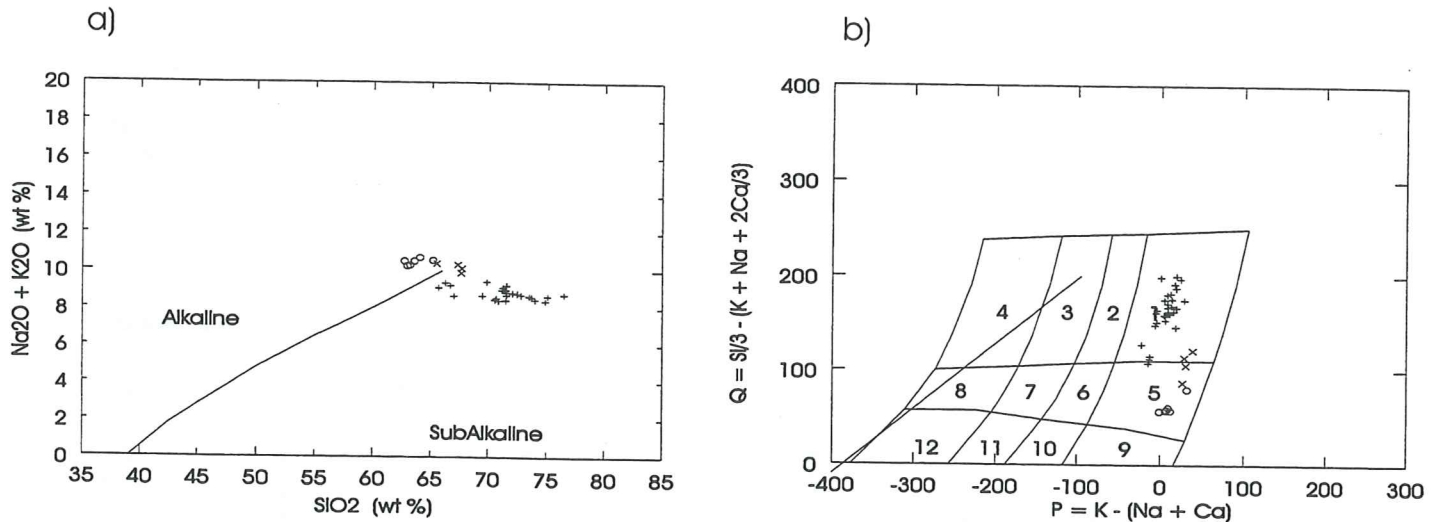 a)
20
18
16
14
12
10
8
6
4
2
0
Na2O + K2O (wt %)
Alkaline
SubAlkaline
35 40 45 50 55 60 65 70 75 80 85
SIO2 (wt %)
b)
400
300
200
100
0
Q = Si/3 - (K + Na + 2Ca/3)
4 3 2 1
8 7 6 5
12 11 10 9
-400 -300 -200 -100 0 100 200 300
P = K - (Na + Ca)